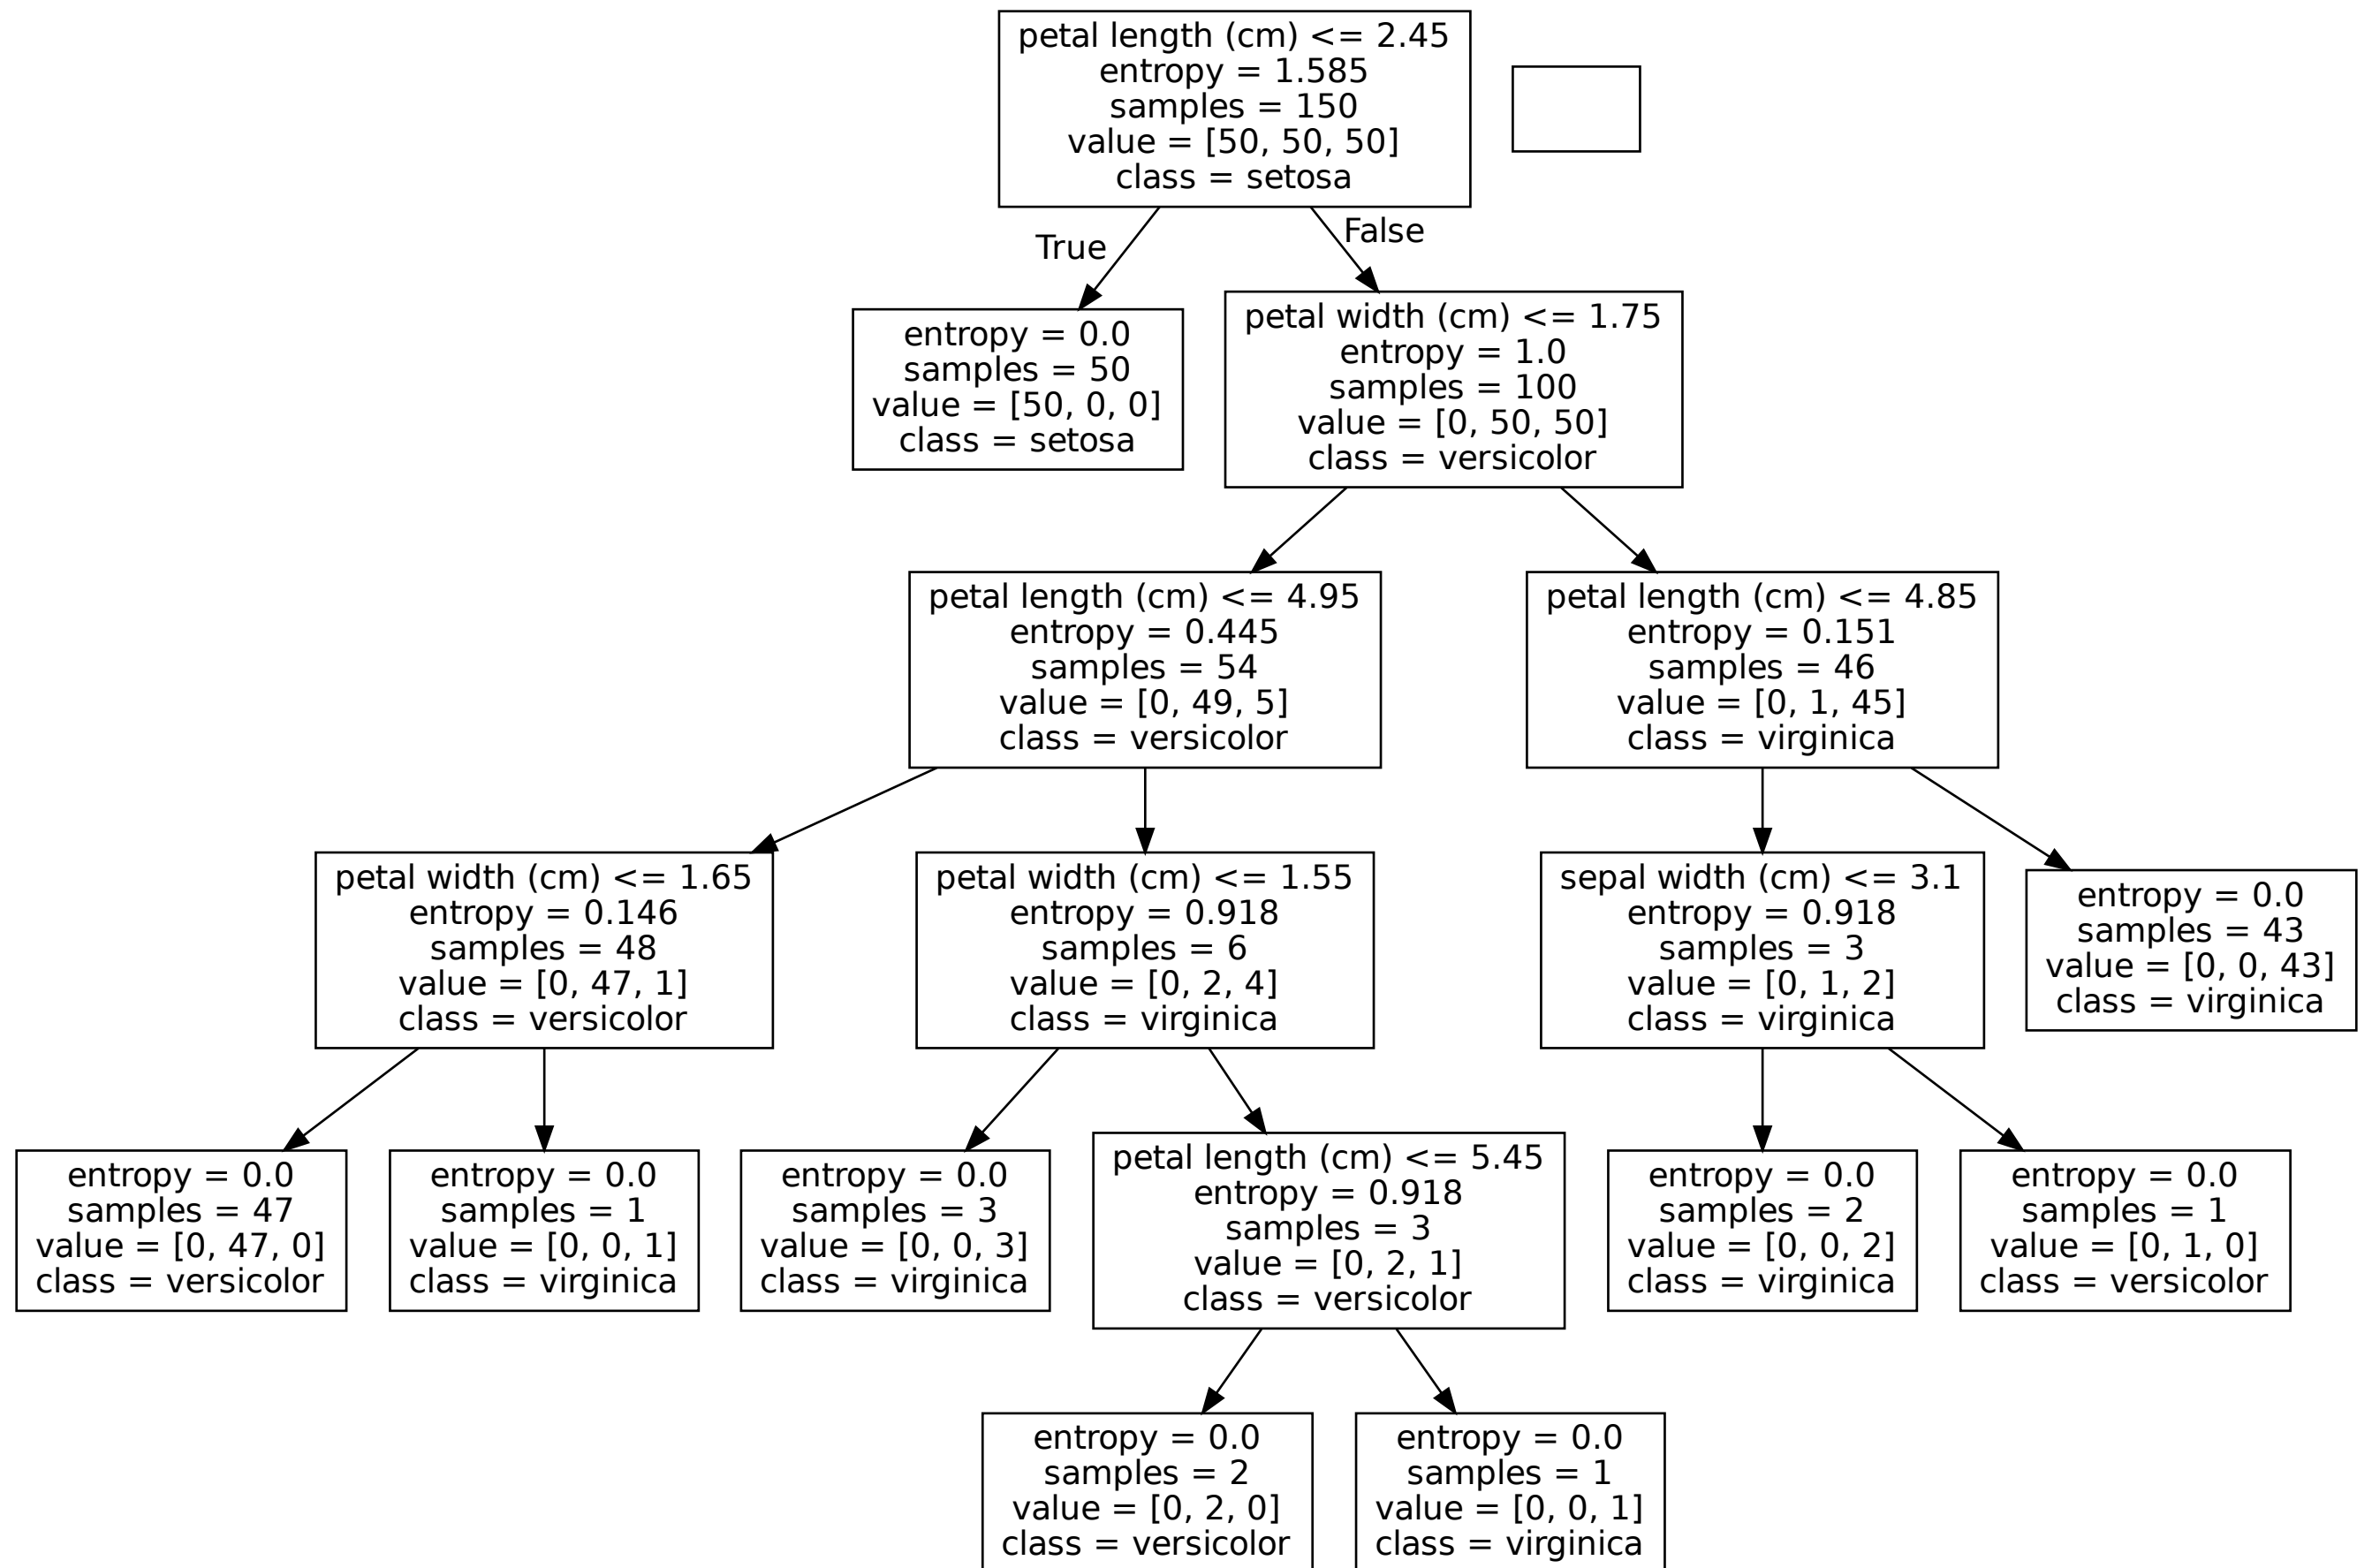 petal length (cm) <= 2.45
entropy = 1.585
samples = 150
value = [50, 50, 50]
class = setosa
True
False
entropy = 0.0
samples = 50
value = [50, 0, 0]
class = setosa
petal width (cm) <= 1.75
entropy = 1.0
samples = 100
value = [0, 50, 50]
class = versicolor
petal length (cm) <= 4.95
entropy = 0.445
samples = 54
value = [0, 49, 5]
class = versicolor
petal length (cm) <= 4.85
entropy = 0.151
samples = 46
value = [0, 1, 45]
class = virginica
petal width (cm) <= 1.65
entropy = 0.146
samples = 48
value = [0, 47, 1]
class = versicolor
petal width (cm) <= 1.55
entropy = 0.918
samples = 6
value = [0, 2, 4]
class = virginica
sepal width (cm) <= 3.1
entropy = 0.918
samples = 3
value = [0, 1, 2]
class = virginica
entropy = 0.0
samples = 43
value = [0, 0, 43]
class = virginica
entropy = 0.0
samples = 47
value = [0, 47, 0]
class = versicolor
entropy = 0.0
samples = 1
value = [0, 0, 1]
class = virginica
entropy = 0.0
samples = 3
value = [0, 0, 3]
class = virginica
petal length (cm) <= 5.45
entropy = 0.918
samples = 3
value = [0, 2, 1]
class = versicolor
entropy = 0.0
samples = 2
value = [0, 0, 2]
class = virginica
entropy = 0.0
samples = 1
value = [0, 1, 0]
class = versicolor
entropy = 0.0
samples = 2
value = [0, 2, 0]
class = versicolor
entropy = 0.0
samples = 1
value = [0, 0, 1]
class = virginica